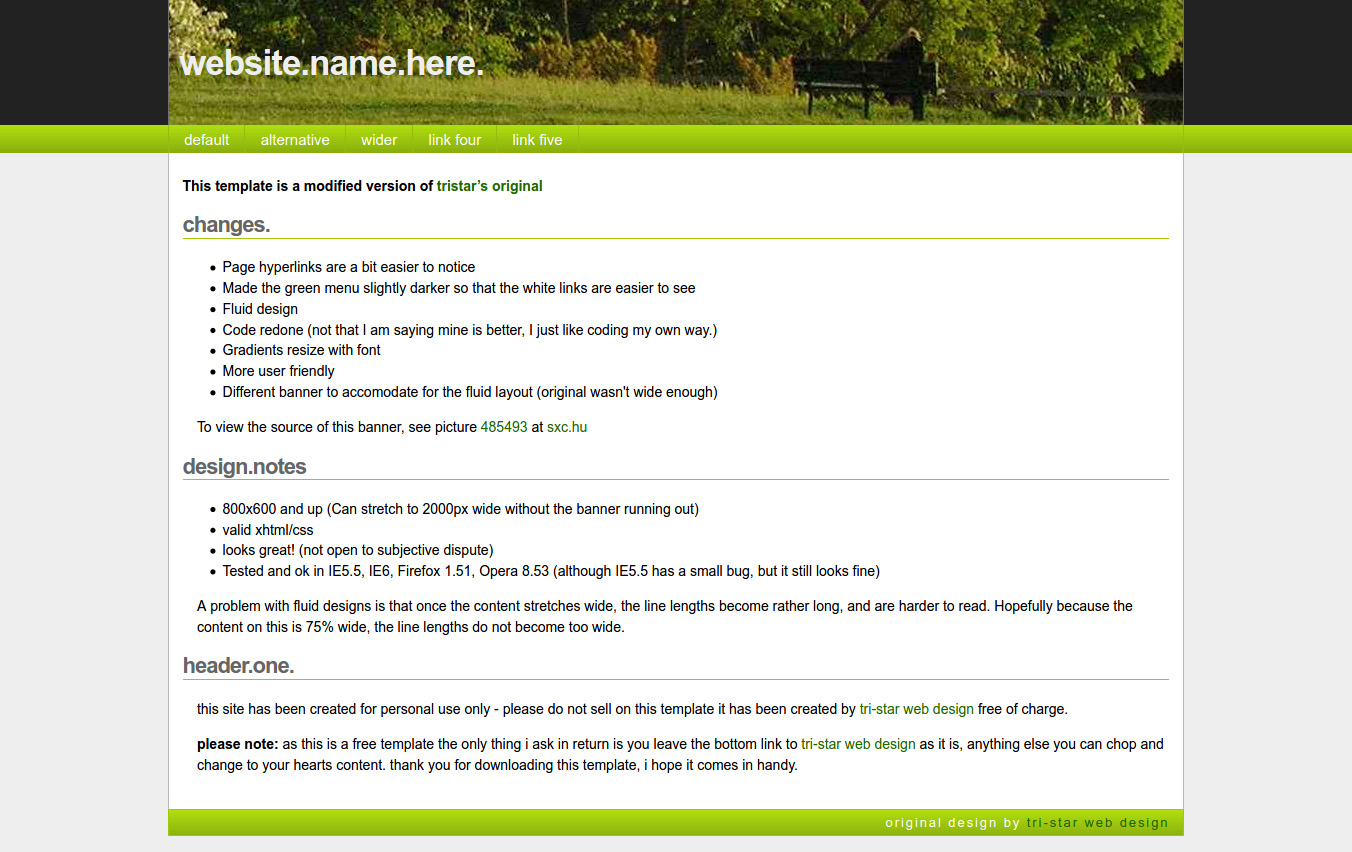 website.name.here.
default alternative wider link four link five
This template is a modified version of tristar’s original
changes.
Page hyperlinks are a bit easier to notice
Made the green menu slightly darker so that the white links are easier to see
Fluid design
Code redone (not that I am saying mine is better, I just like coding my own way.)
Gradients resize with font
More user friendly
Different banner to accomodate for the fluid layout (original wasn't wide enough)
To view the source of this banner, see picture 485493 at sxc.hu
design.notes
800x600 and up (Can stretch to 2000px wide without the banner running out)
valid xhtml/css
looks great! (not open to subjective dispute)
Tested and ok in IE5.5, IE6, Firefox 1.51, Opera 8.53 (although IE5.5 has a small bug, but it still looks fine)
A problem with fluid designs is that once the content stretches wide, the line lengths become rather long, and are harder to read. Hopefully because the
content on this is 75% wide, the line lengths do not become too wide.
header.one.
this site has been created for personal use only - please do not sell on this template it has been created by tri-star web design free of charge.
please note: as this is a free template the only thing i ask in return is you leave the bottom link to tri-star web design as it is, anything else you can chop and
change to your hearts content. thank you for downloading this template, i hope it comes in handy.
original design by tri-star web design